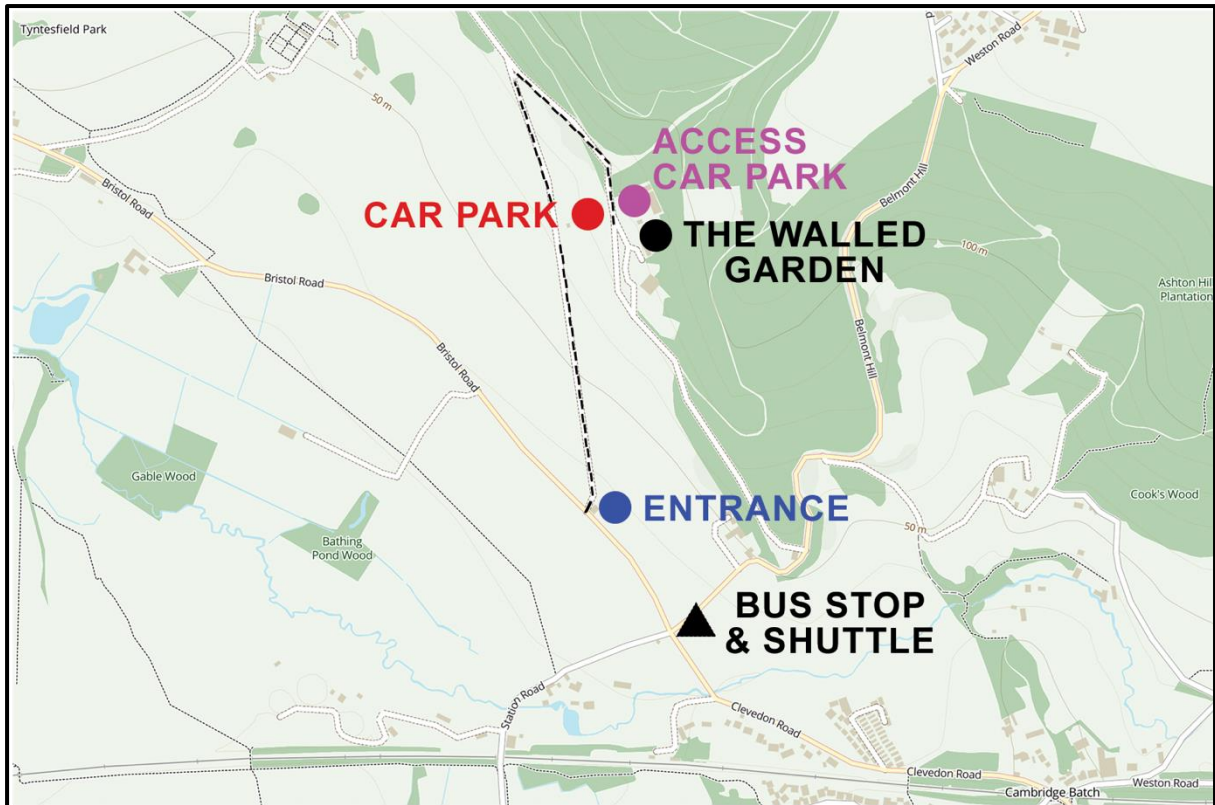 Tyntesfield Park
d
Weston Road
50 m
ACCESS
CAR PARK
CAR PARK
THE WALLED
GARDEN
Bristol Road
Belmont Hill
100 m
Bristol Road
Ashton Hill
Plantation
Belmont Hill
Bristol Road
Gable Wood
Cook's Wood
ENTRANCE
50 m
Bathing
Pond Wood
BUS STOP
& SHUTTLE
Station Road
Clevedon Road
Clevedon Road
Weston Road
Cambridge Batch